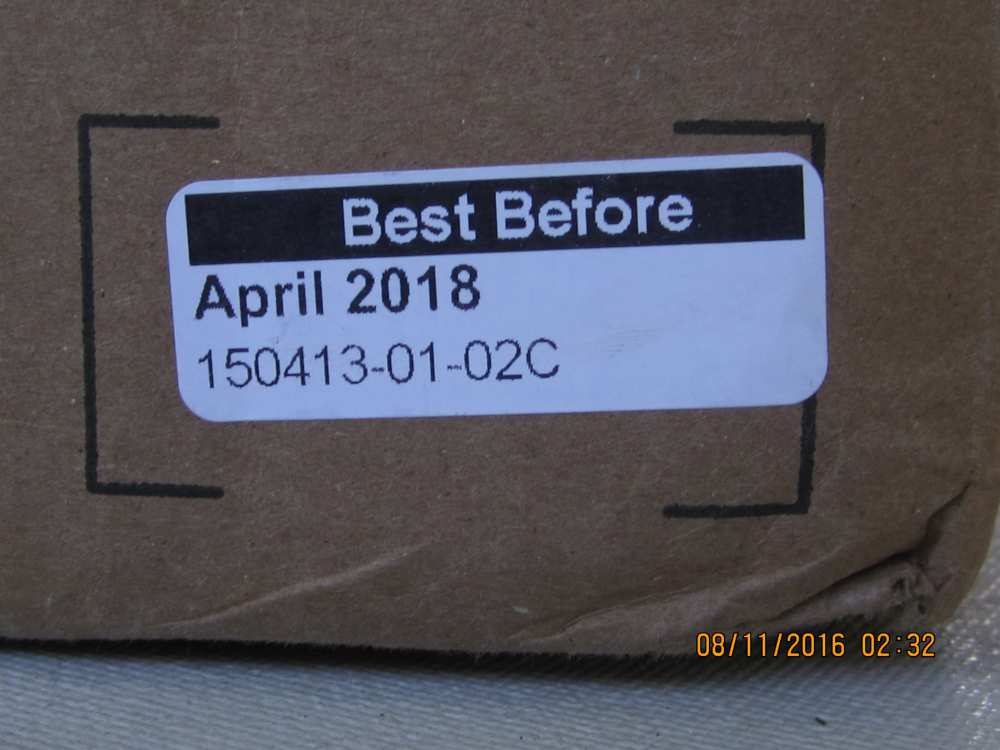 Best Before
April 2018
150413-01-02C
08/11/2016 02:32